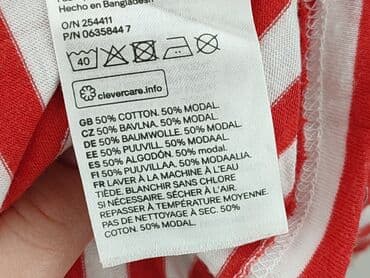 Hecho en Bangladesh
O/N 254411
P/N 0635844 7
40
clevercare.info
GB 50% COTTON. 50% MODAL.
CZ 50% BAVLNA. 50% MODAL.
DE 50% BAUMWOLLE. 50% MODAL.
EE 50% PUUVILL. 50% MODAAL.
ES 50% ALGODÓN. 50% modal.
FI 50% PUUVILLAA. 50% MODAALIA.
FR LAVER À LA MACHINE À L'EAU
TIÈDE, BLANCHIR SANS CHLORE
SI NÉCESSAIRE. SÉCHER À L'AIR.
REPASSER À TEMPÉRATURE MOYENNE.
PAS DE NETTOYAGE À SEC. 50%
COTON. 50% MODAL.